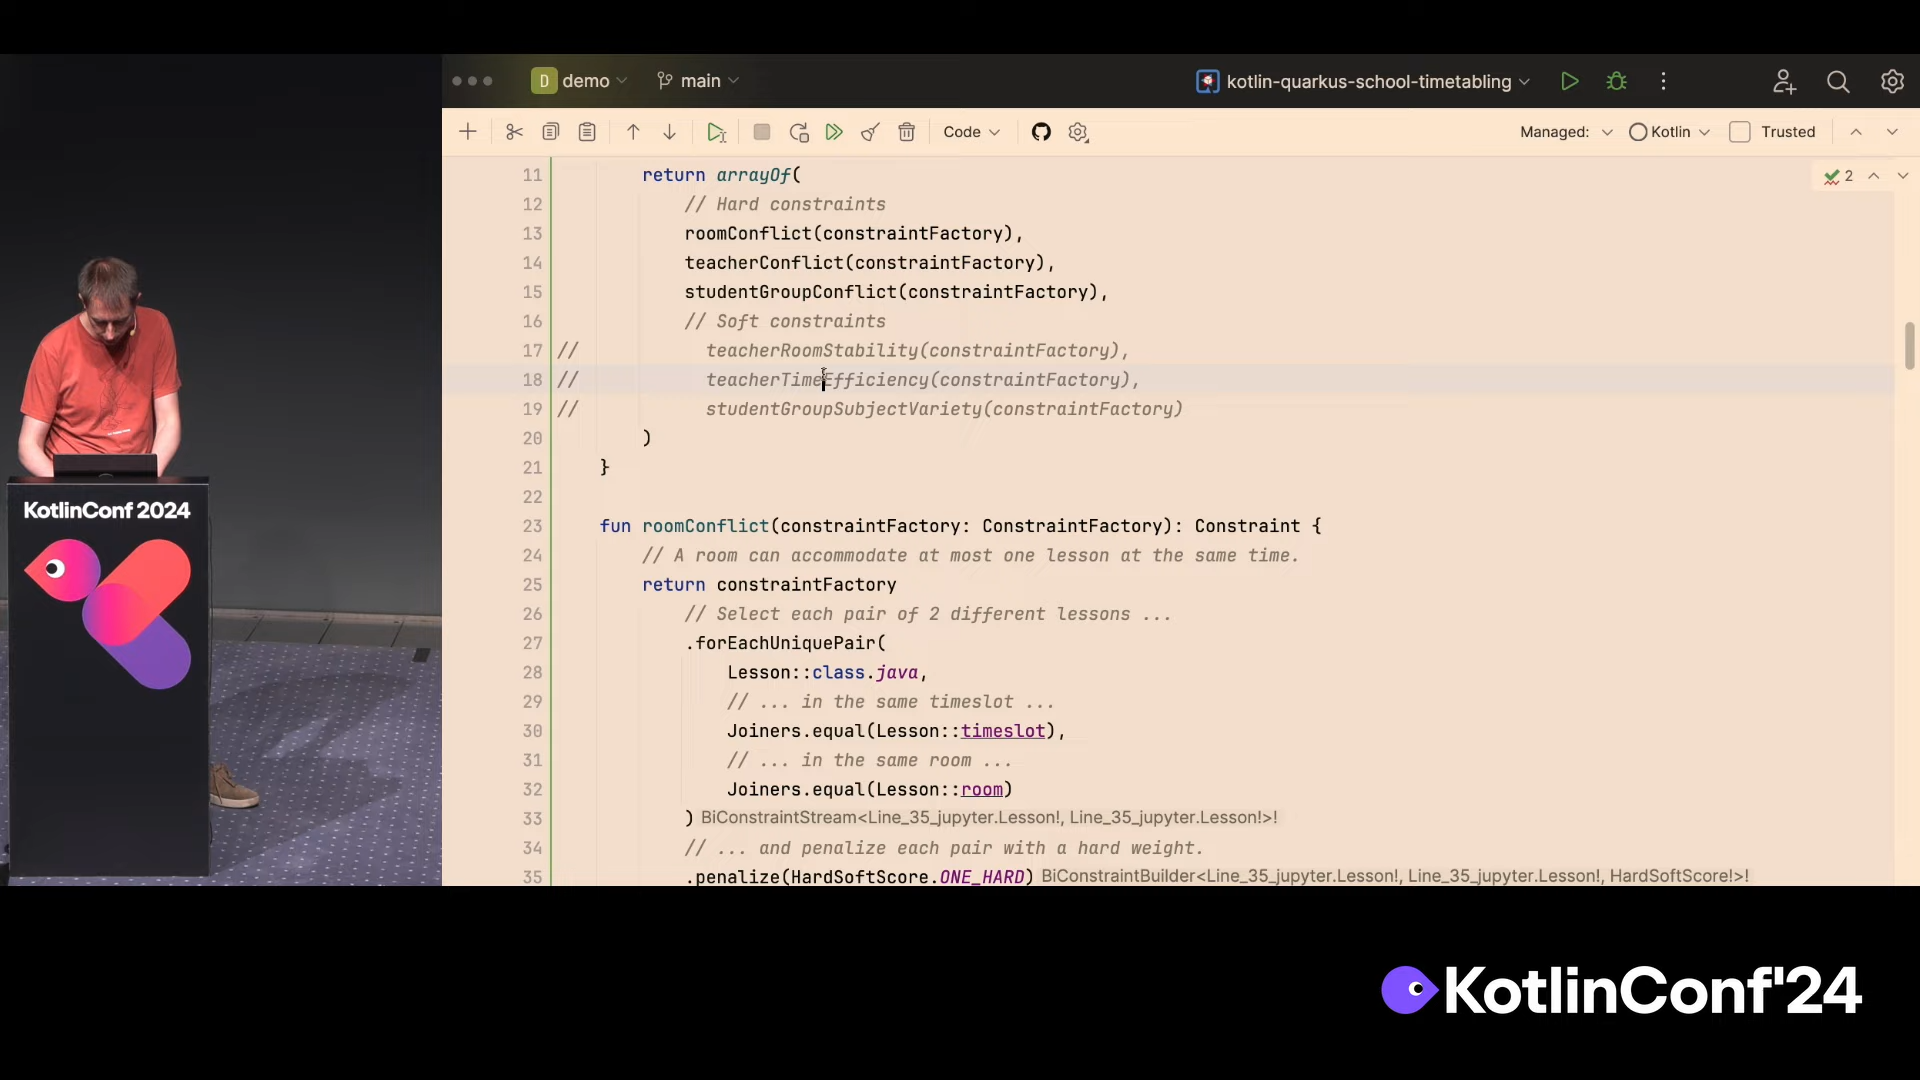 D demo
main
kotlin-quarkus-school-timetabling
Code
Managed:
Kotlin
Trusted
2
11 return arrayOf(
12 // Hard constraints
13 roomConflict(constraintFactory),
14 teacherConflict(constraintFactory),
15 studentGroupConflict(constraintFactory),
16 // Soft constraints
17 // teacherRoomStability(constraintFactory),
18 // teacherTimeEfficiency(constraintFactory),
19 // studentGroupSubjectVariety(constraintFactory)
20 )
21 }
22
23 fun roomConflict(constraintFactory: ConstraintFactory): Constraint {
24 // A room can accommodate at most one lesson at the same time.
25 return constraintFactory
26 // Select each pair of 2 different lessons ...
27 .forEachUniquePair(
28 Lesson::class.java,
29 // ... in the same timeslot ...
30 Joiners.equal(Lesson::timeslot),
31 // ... in the same room ...
32 Joiners.equal(Lesson::room)
33 ) BiConstraintStream<Line_35_jupyter.Lesson!, Line_35_jupyter.Lesson!>!
34 // ... and penalize each pair with a hard weight.
35 .penalize(HardSoftScore.ONE_HARD) BiConstraintBuilder<Line_35_jupyter.Lesson!, Line_35_jupyter.Lesson!, HardSoftScore!>!
KotlinConf 2024
KotlinConf'24